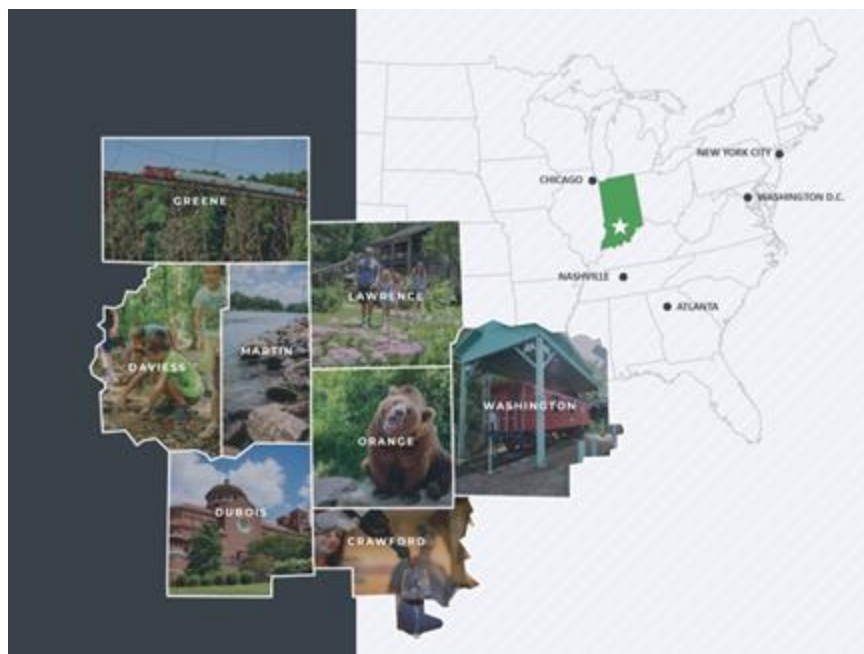 NEW YORK CITY
CHICAGO
WASHINGTON D.C.
GREENE
NASHVILLE
LAWRENCE
ATLANTA
MARTIN
DAVIESS
WASHINGTON
ORANGE
DUBOIS
CRAWFORD